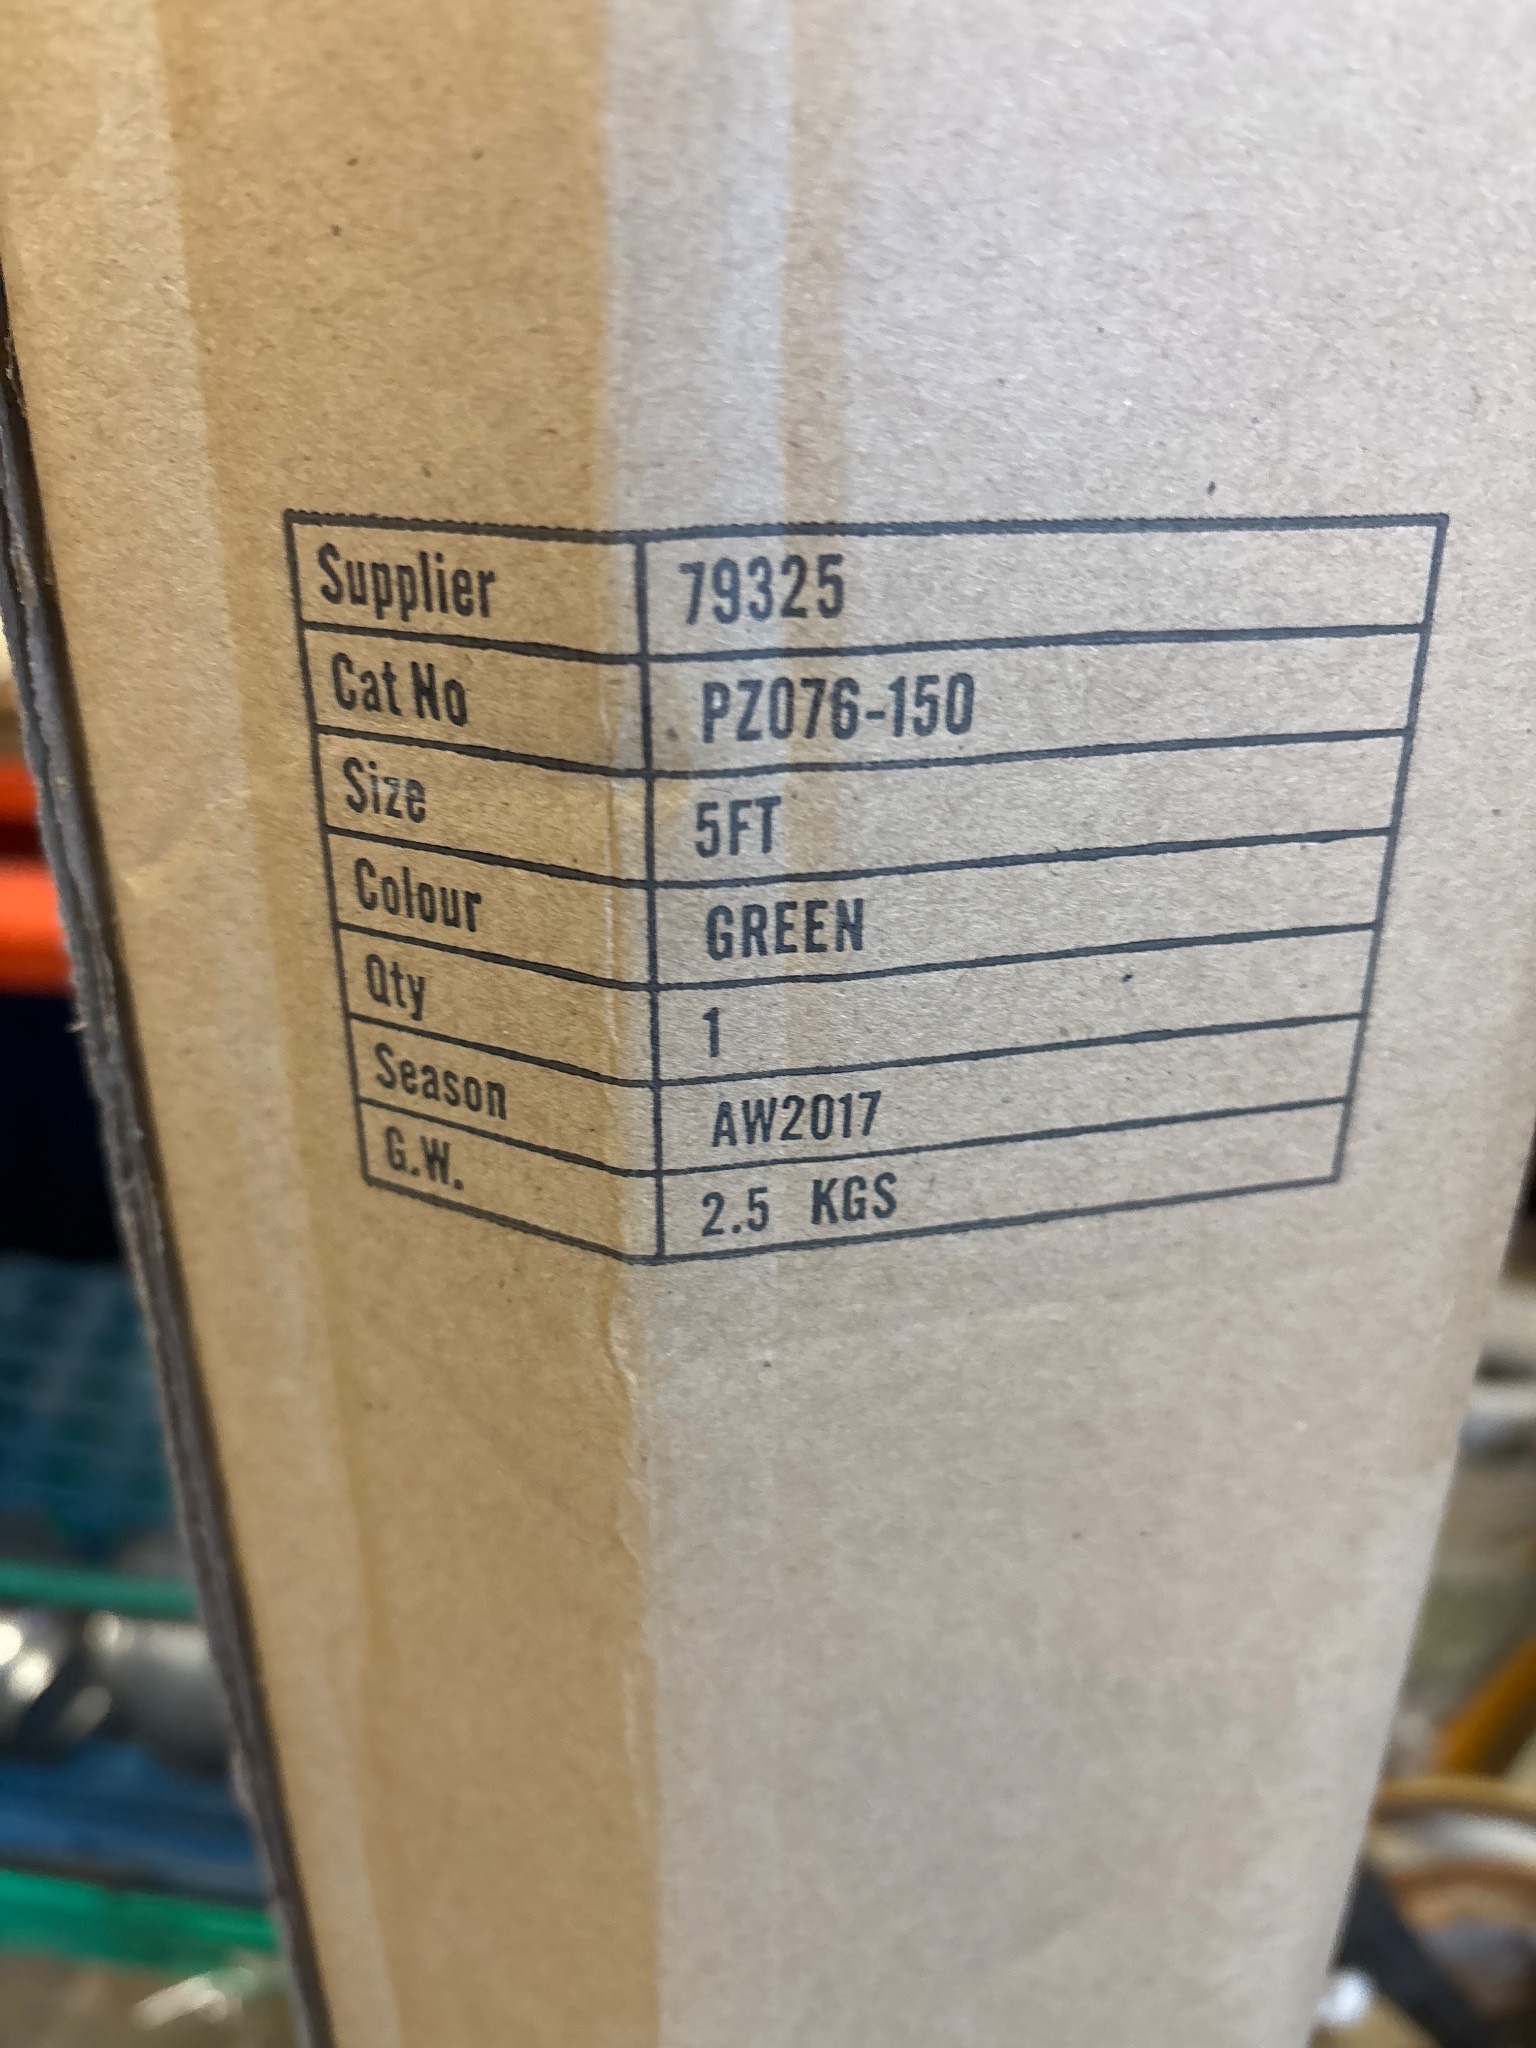 Supplier 79325
Cat No PZ076-150
Size 5FT
Colour GREEN
Qty 1
Season AW2017
G.W. 2.5 KGS